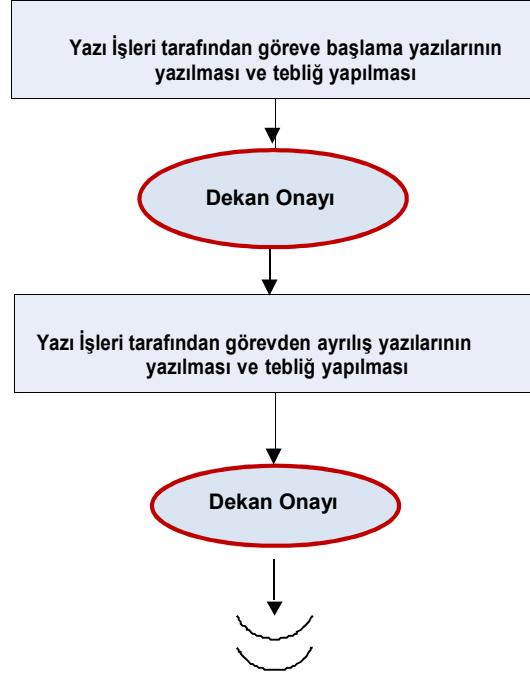 Yazı İşleri tarafından göreve başlama yazılarının
yazılması ve tebliğ yapılması
Dekan Onayı
Yazı İşleri tarafından görevden ayrılış yazılarının
yazılması ve tebliğ yapılması
Dekan Onayı